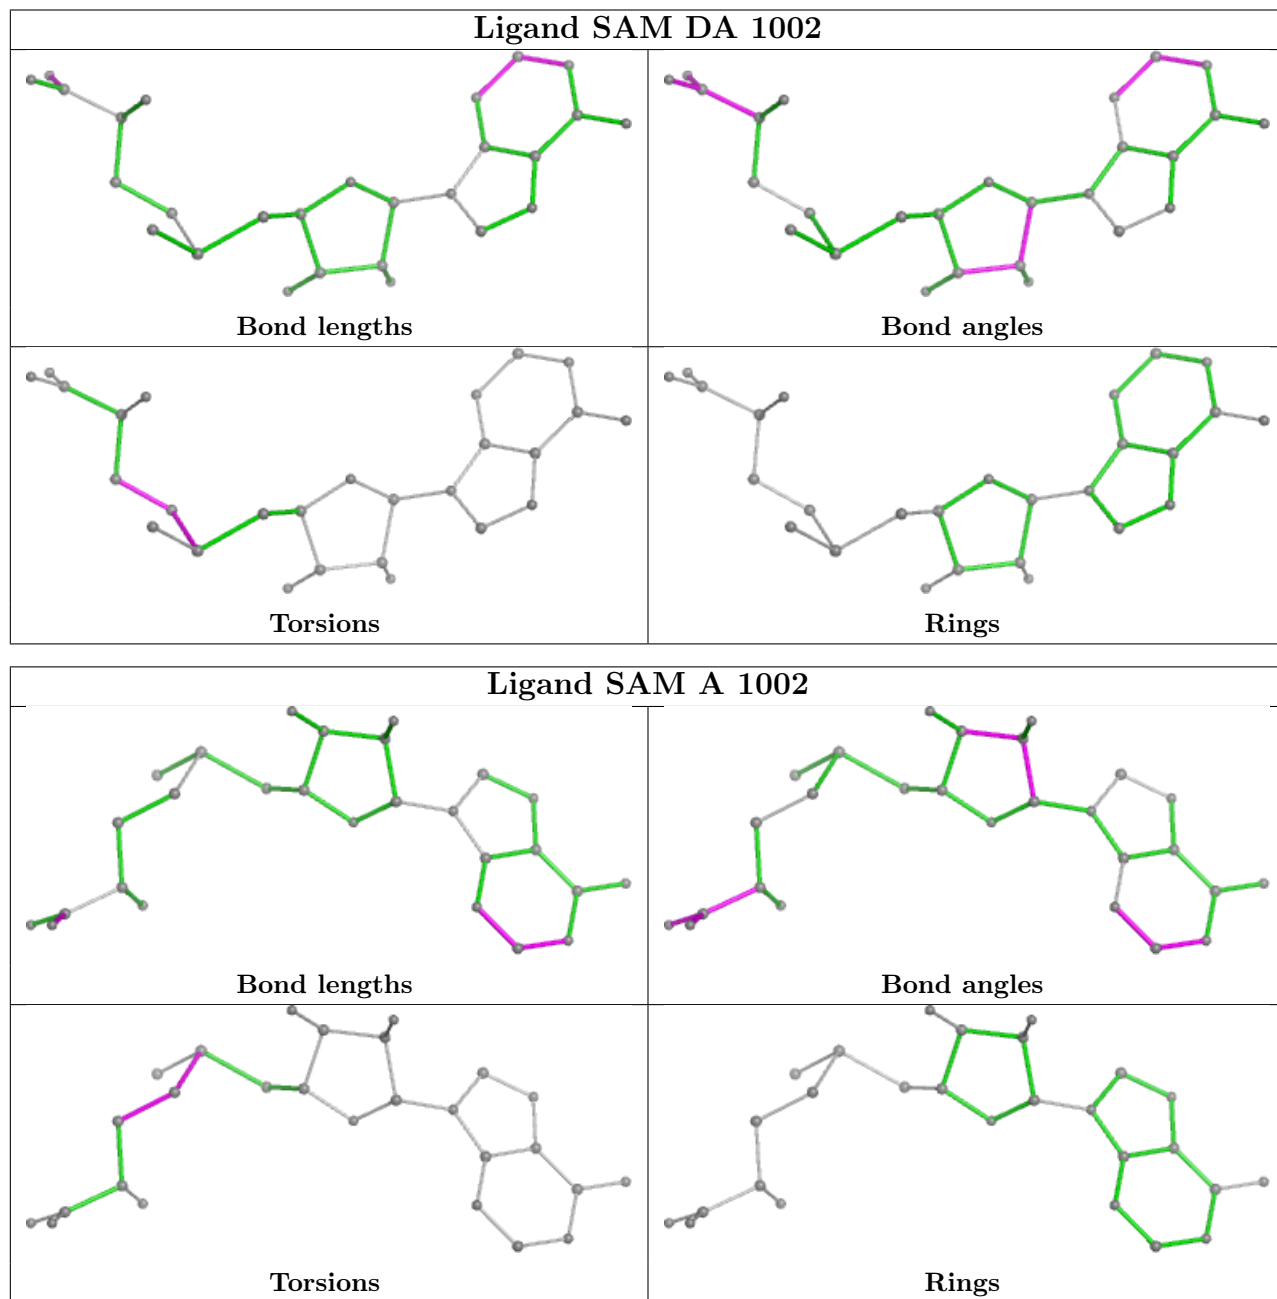 Ligand SAM DA 1002
Bond lengths
Bond angles
Torsions
Rings
Ligand SAM A 1002
Bond lengths
Bond angles
Torsions
Rings